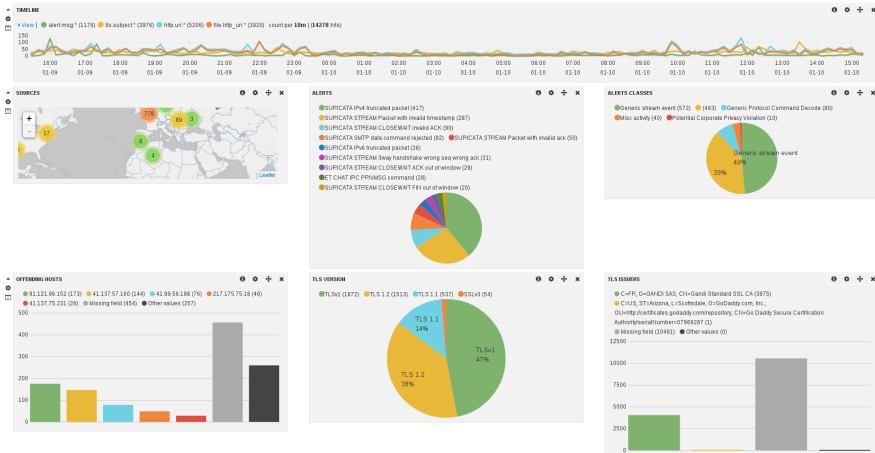 TIMELINE
View | alert.msg:* (1176) tls.subject:* (3976) http.uri:* (5206) file.http_uri:* (3920) count per 10m | (14278 hits)
150
100
50
0
16:00 17:00 18:00 19:00 20:00 21:00 22:00 23:00 00:00 01:00 02:00 03:00 04:00 05:00 06:00 07:00 08:00 09:00 10:00 11:00 12:00 13:00 14:00 15:00
01-09 01-09 01-09 01-09 01-09 01-09 01-09 01-09 01-10 01-10 01-10 01-10 01-10 01-10 01-10 01-10 01-10 01-10 01-10 01-10 01-10 01-10 01-10 01-10
SOURCES
+
-
17
776
89
3
9
4
Leaflet
ALERTS
SURICATA IPv4 truncated packet (417)
SURICATA STREAM Packet with invalid timestamp (287)
SURICATA STREAM CLOSEWAIT invalid ACK (90)
SURICATA SMTP data command rejected (82) SURICATA STREAM Packet with invalid ack (50)
SURICATA IPv6 truncated packet (36)
SURICATA STREAM 3way handshake wrong seq wrong ack (31)
SURICATA STREAM CLOSEWAIT ACK out of window (29)
ET CHAT IRC PRIVMSG command (28)
SURICATA STREAM CLOSEWAIT FIN out of window (20)
ALERTS CLASSES
Generic stream event (572) (463) Generic Protocol Command Decode (90)
Misc activity (40) Potential Corporate Privacy Violation (10)
Generic stream event
49%
39%
OFFENDING HOSTS
91.121.96.152 (173) 41.137.57.160 (144) 41.99.56.198 (76) 217.175.75.18 (46)
41.137.75.231 (26) Missing field (454) Other values (257)
500
400
300
200
100
0
TLS VERSION
TLSv1 (1872) TLS 1.2 (1513) TLS 1.1 (537) SSLv3 (54)
TLS 1.1
14%
TLSv1
47%
TLS 1.2
38%
TLS ISSUERS
C=FR, O=GANDI SAS, CN=Gandi Standard SSL CA (3975)
C=US, ST=Arizona, L=Scottsdale, O=GoDaddy.com, Inc.,
OU=http://certificates.godaddy.com/repository, CN=Go Daddy Secure Certification
Authority/serialNumber=07969287 (1)
Missing field (10491) Other values (0)
12500
10000
7500
5000
2500
0